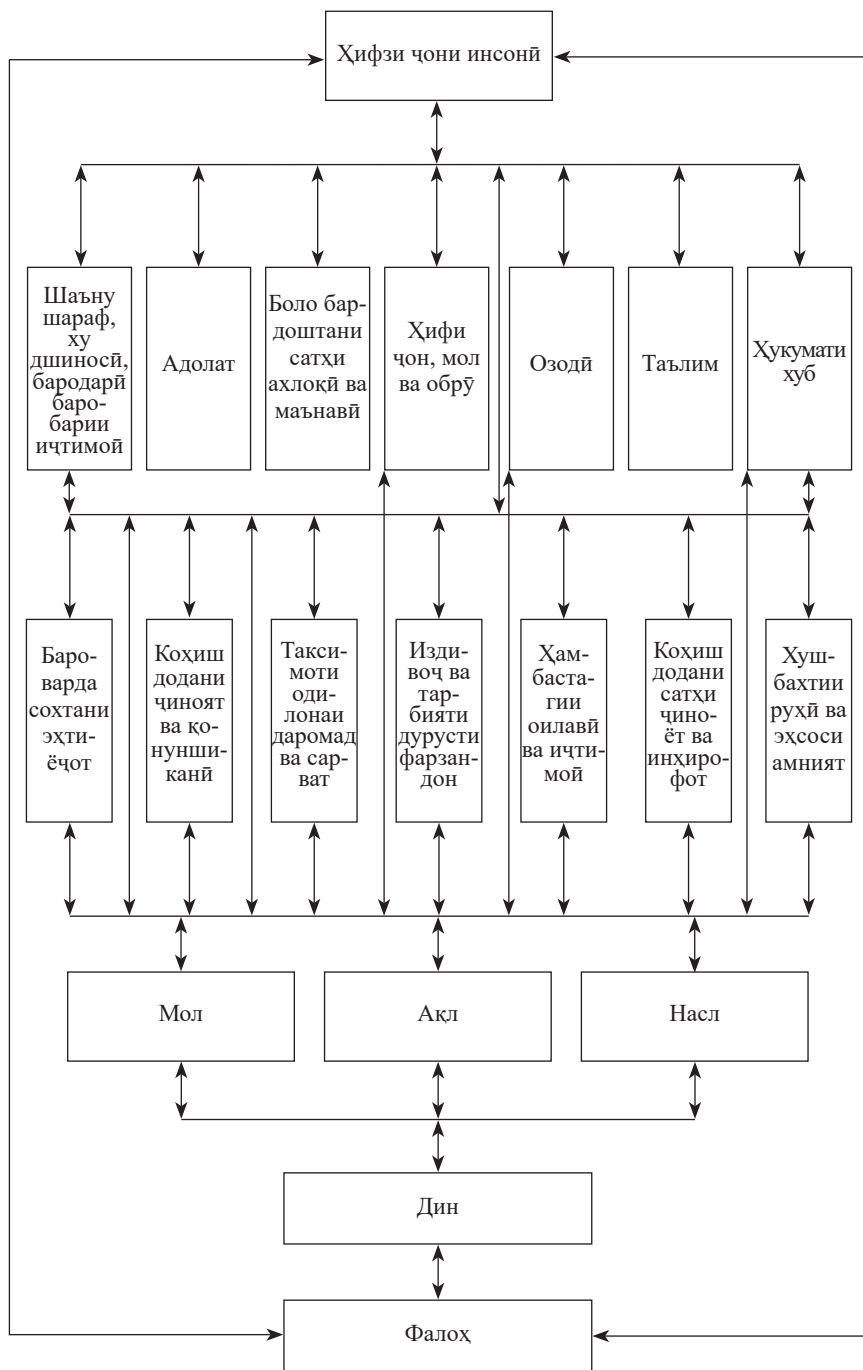 Ҳифзи ҷони инсонӣ
Шаъну
шараф,
ху
дшиносӣ,
бародарӣ
баро-
барии
иҷтимоӣ
Адолат
Боло бар-
доштани
сатҳи
ахлоқӣ ва
маънавӣ
Ҳифи
ҷон, мол
ва обрӯ
Озодӣ
Таълим
Ҳукумати
хуб
Баро-
варда
сохтани
эҳти-
ёҷот
Коҳиш
додани
ҷиноят
ва қо-
нунши-
канӣ
Такси-
моти
оди-
лонаи
даромад
ва сар-
ват
Изди-
воҷ ва
тар-
бияти
дурусти
фарзан-
дон
Ҳам-
баста-
гии
оилавӣ
ва иҷти-
моӣ
Коҳиш
додани
сатҳи
ҷино-
ёт ва
инҳиро-
фот
Хуш-
бахтии
руҳӣ ва
эҳсоси
амният
Мол
Ақл
Насл
Дин
Фалоҳ